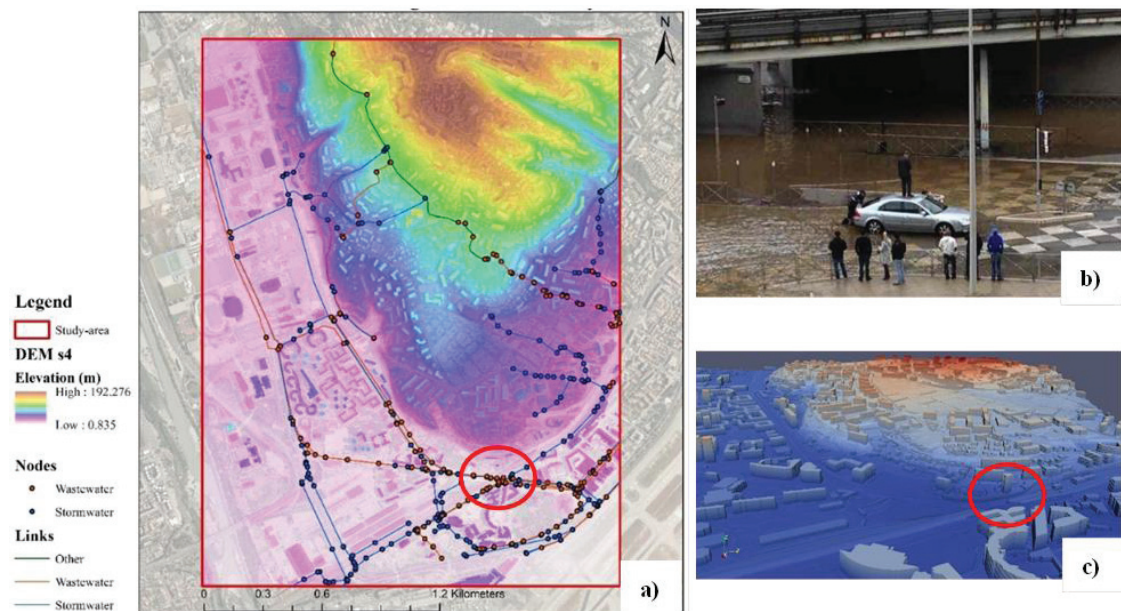 N
Legend
Study-area
DEM s4
Elevation (m)
High : 192.276
Low : 0.835
Nodes
Wastewater
Stormwater
Links
Other
Wastewater
Stormwater
0 0.3 0.6 1.2 Kilometers
a)
b)
c)